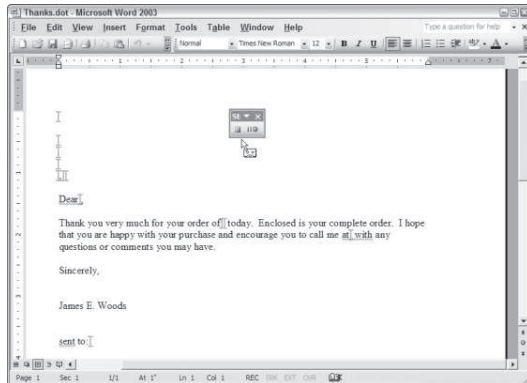 Thanks.dot - Microsoft Word 2003
File Edit View Insert Format Tools Table Window Help Type a question for help
Normal Times New Roman 12 B I U
Dear,
Thank you very much for your order of today. Enclosed is your complete order. I hope
that you are happy with your purchase and encourage you to call me at with any
questions or comments you may have.
Sincerely,
James E. Woods
sent to:
Page 1 Sec 1 1/1 At 1" Ln 1 Col 1 REC TRK EXT OVR